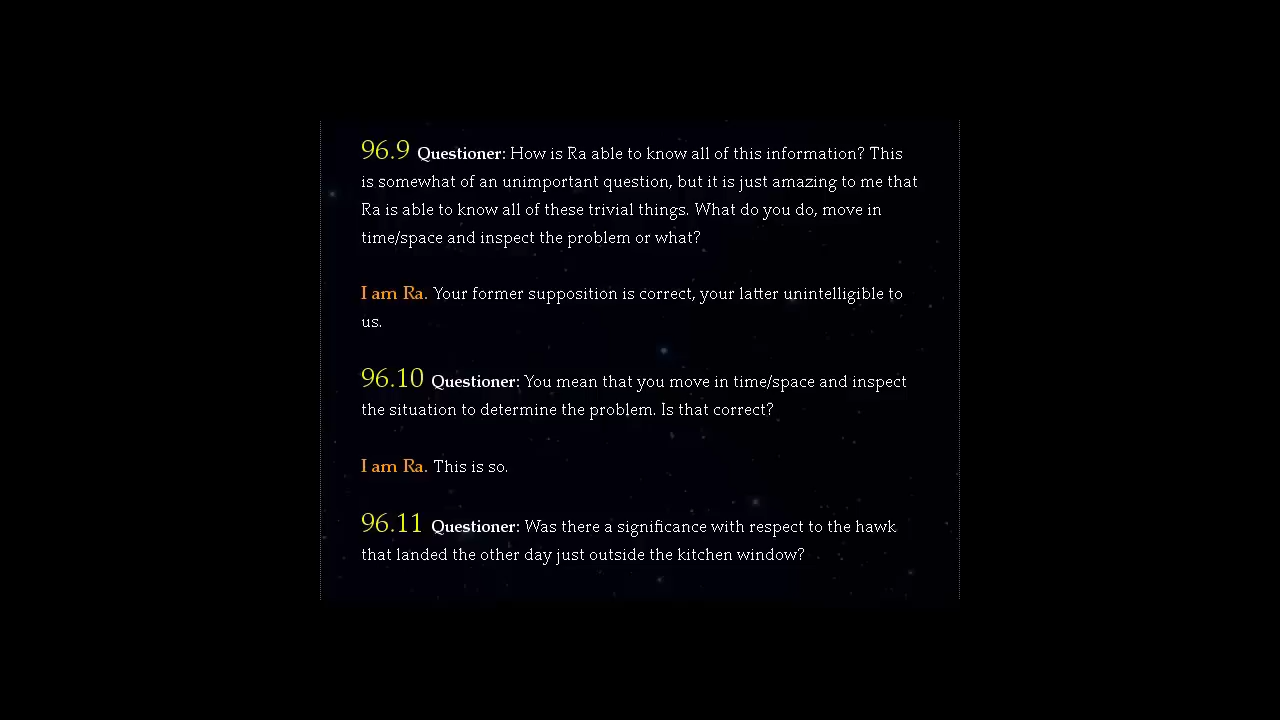 96.9 Questioner: How is Ra able to know all of this information? This
is somewhat of an unimportant question, but it is just amazing to me that
Ra is able to know all of these trivial things. What do you do, move in
time/space and inspect the problem or what?
I am Ra. Your former supposition is correct, your latter unintelligible to
us.
96.10 Questioner: You mean that you move in time/space and inspect
the situation to determine the problem. Is that correct?
I am Ra. This is so.
96.11 Questioner: Was there a significance with respect to the hawk
that landed the other day just outside the kitchen window?